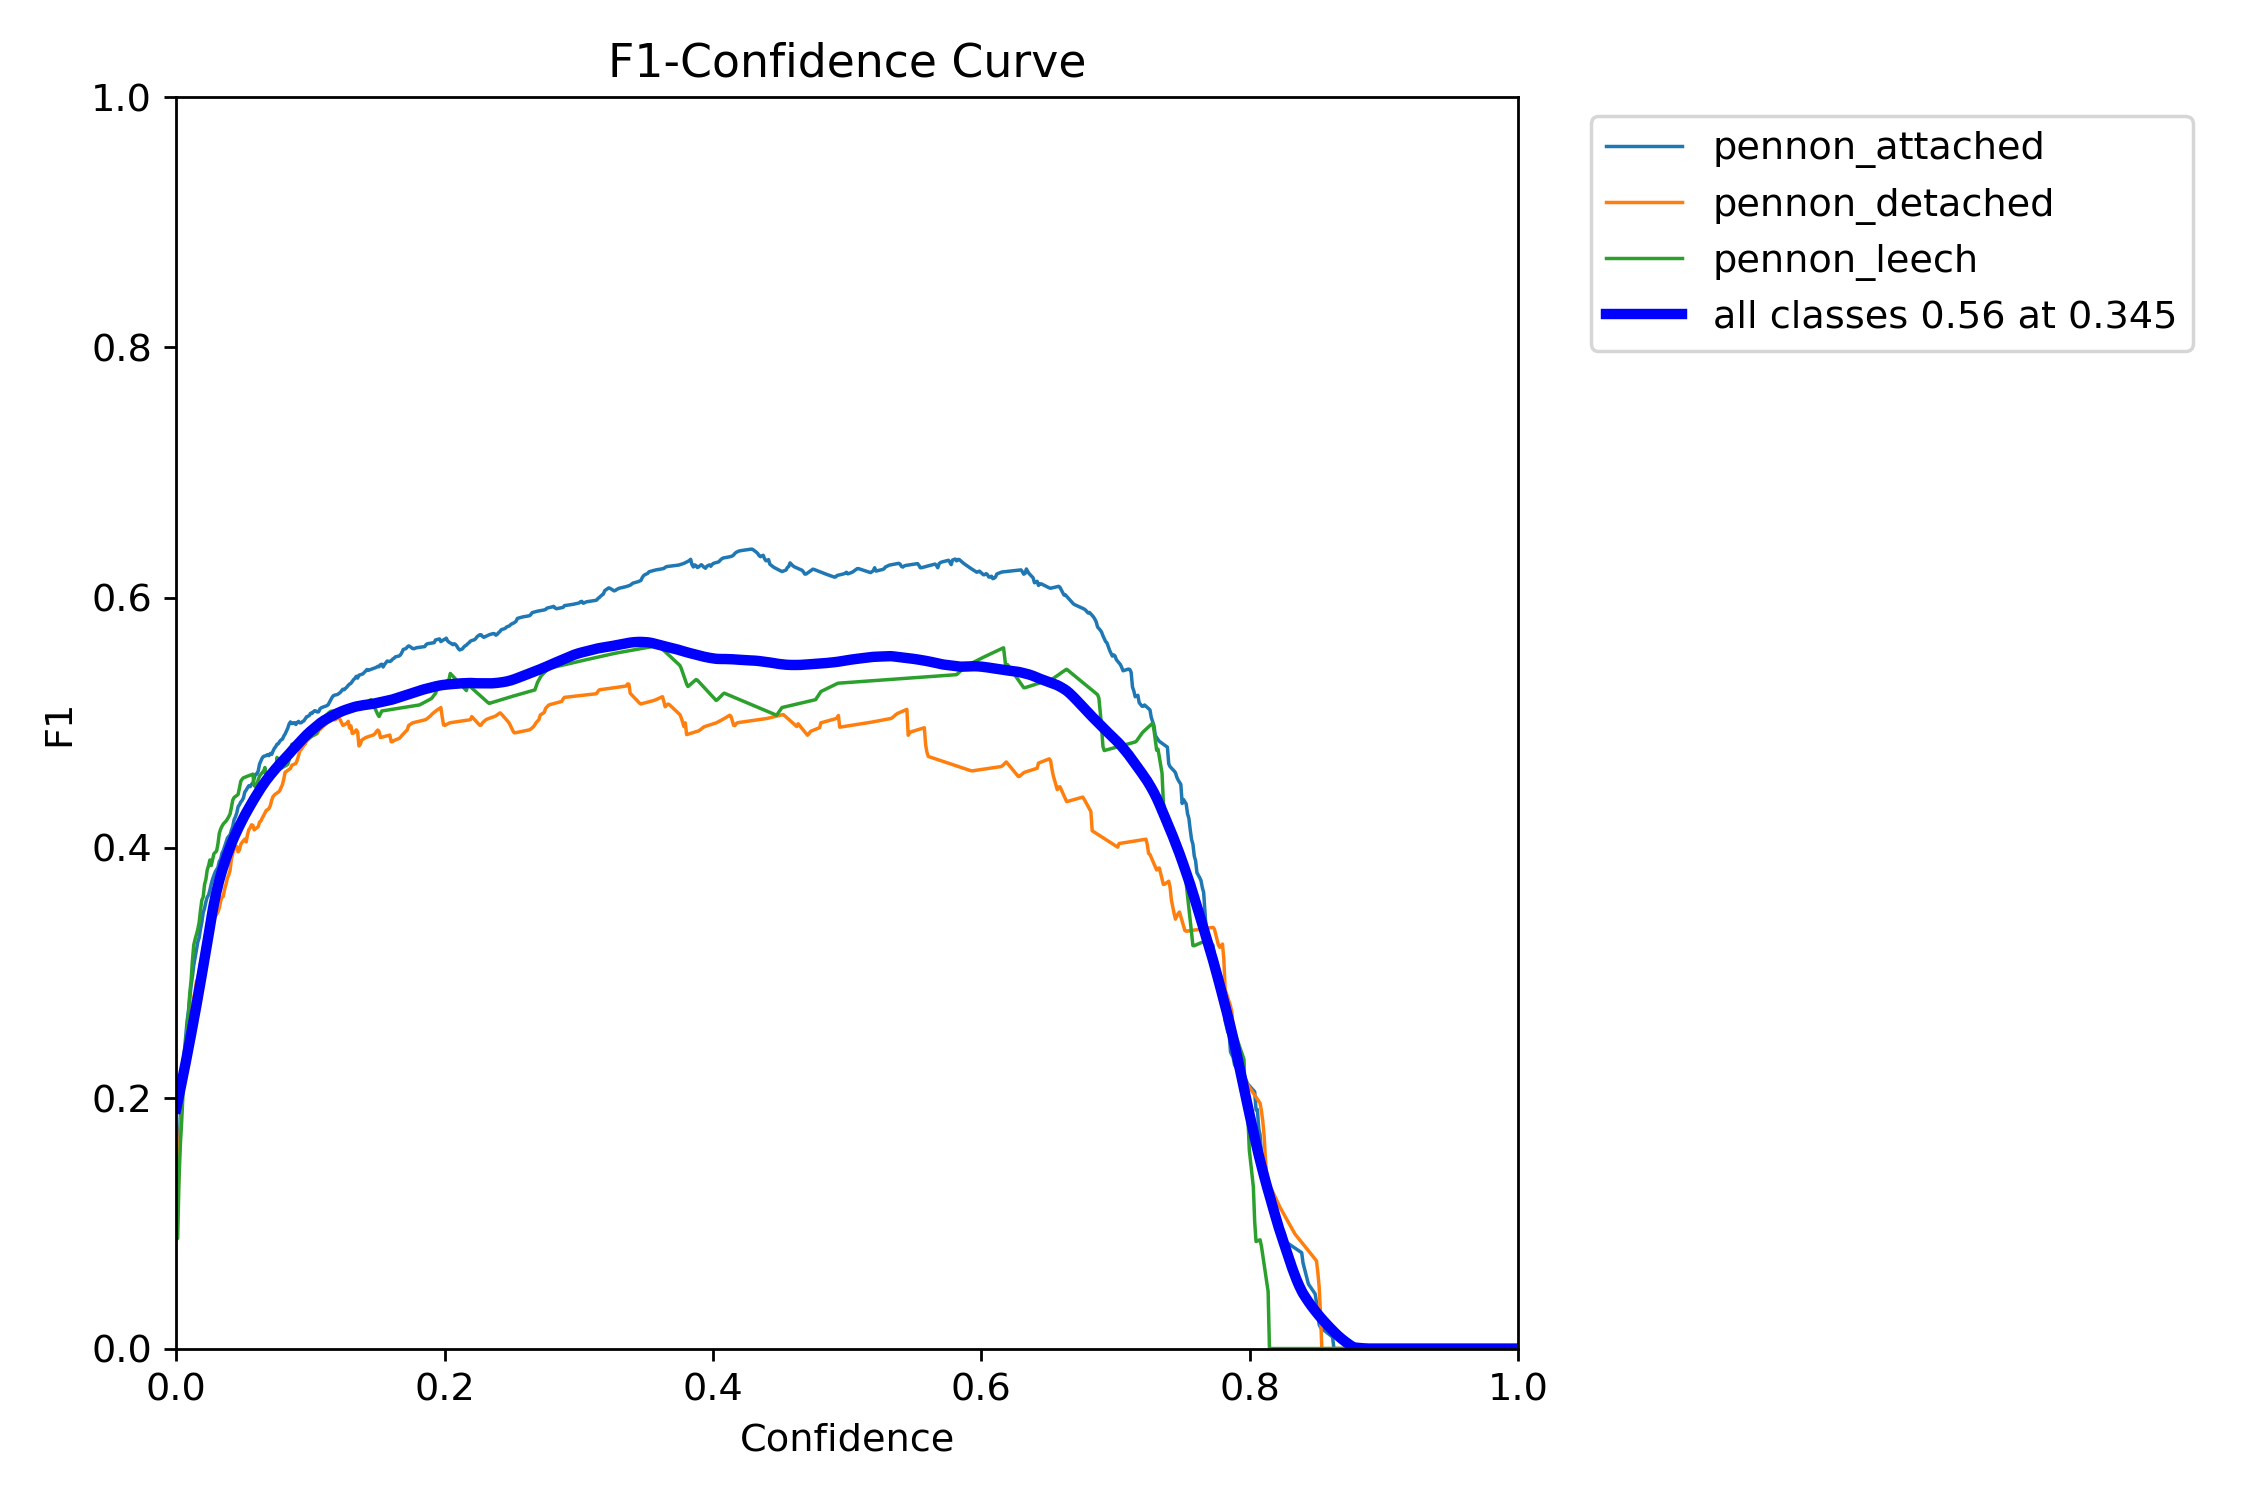 F1-Confidence Curve
1.0
0.8
0.6
0.4
0.2
0.0
F1
0.0 0.2 0.4 0.6 0.8 1.0
Confidence
pennon_attached
pennon_detached
pennon_leech
all classes 0.56 at 0.345